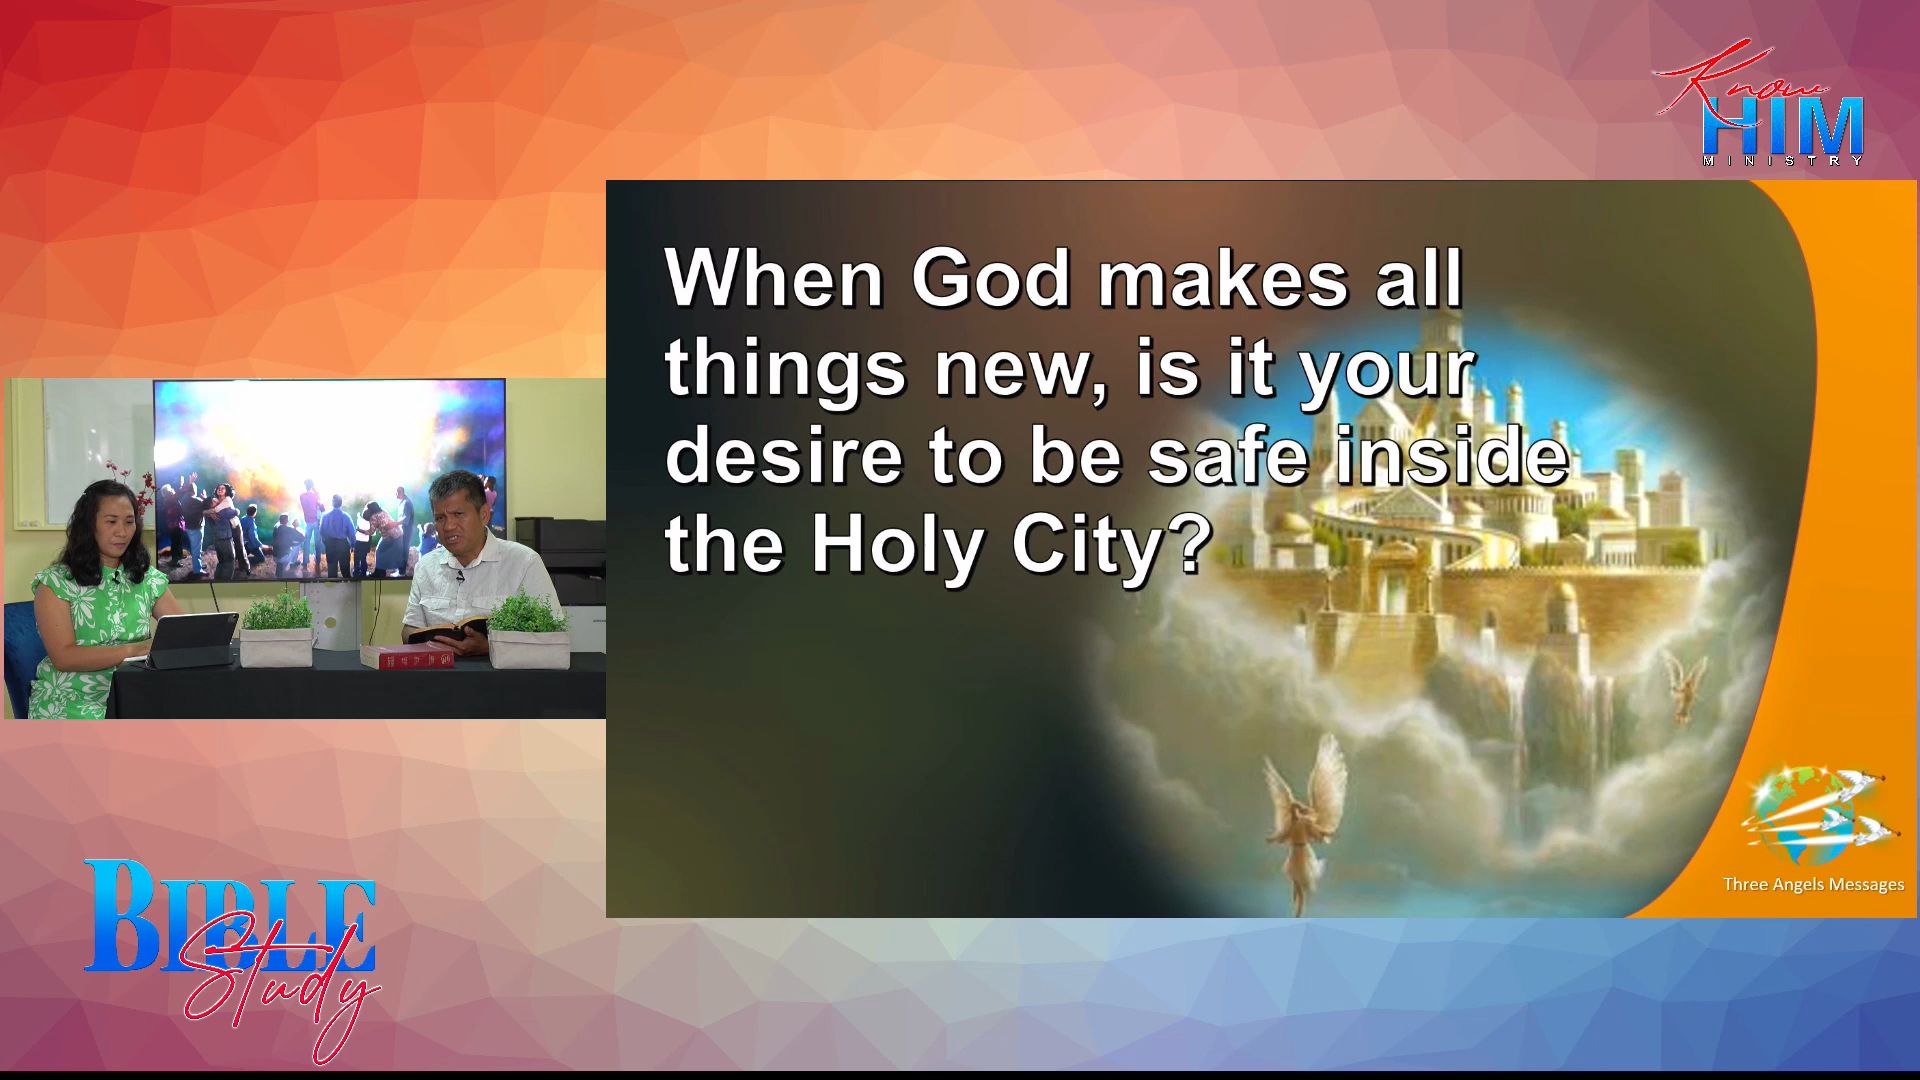 Know
HIM
MINISTRY
When God makes all
things new, is it your
desire to be safe inside
the Holy City?
Three Angels Messages
BIBLE
Study